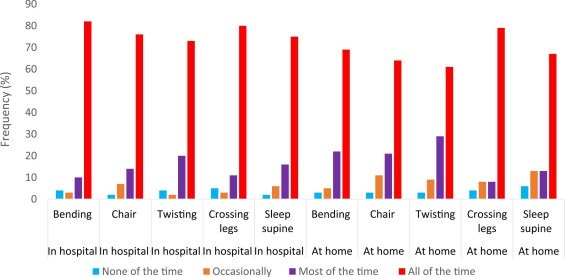 90
80
70
60
50
40
30
20
10
0
Frequency (%)
Bending Chair Twisting Crossing legs Sleep supine Bending Chair Twisting Crossing legs Sleep supine
In hospital In hospital In hospital In hospital In hospital At home At home At home At home At home
None of the time Occasionally Most of the time All of the time